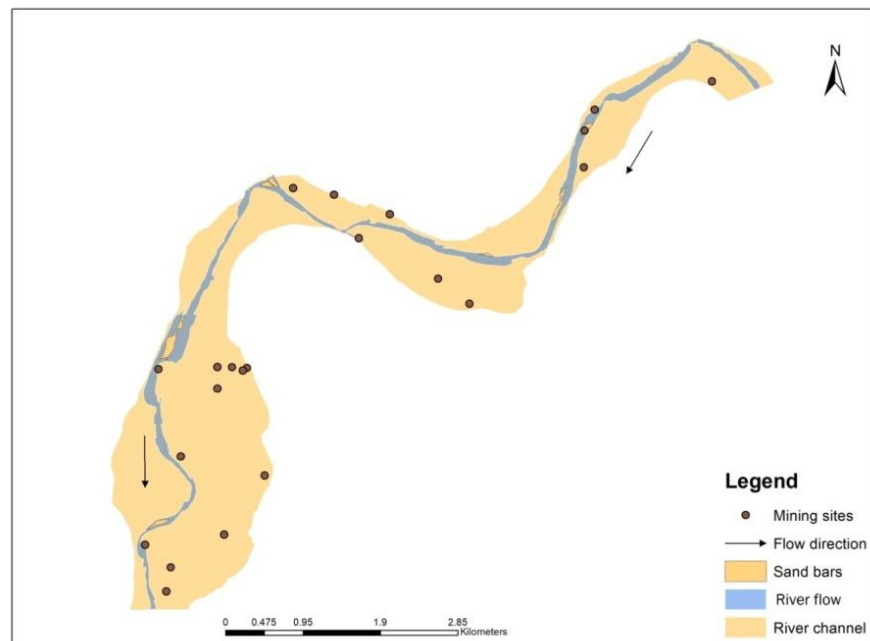 N
Legend
Mining sites
Flow direction
Sand bars
River flow
River channel
0 0.475 0.95 1.9 2.85
Kilometers